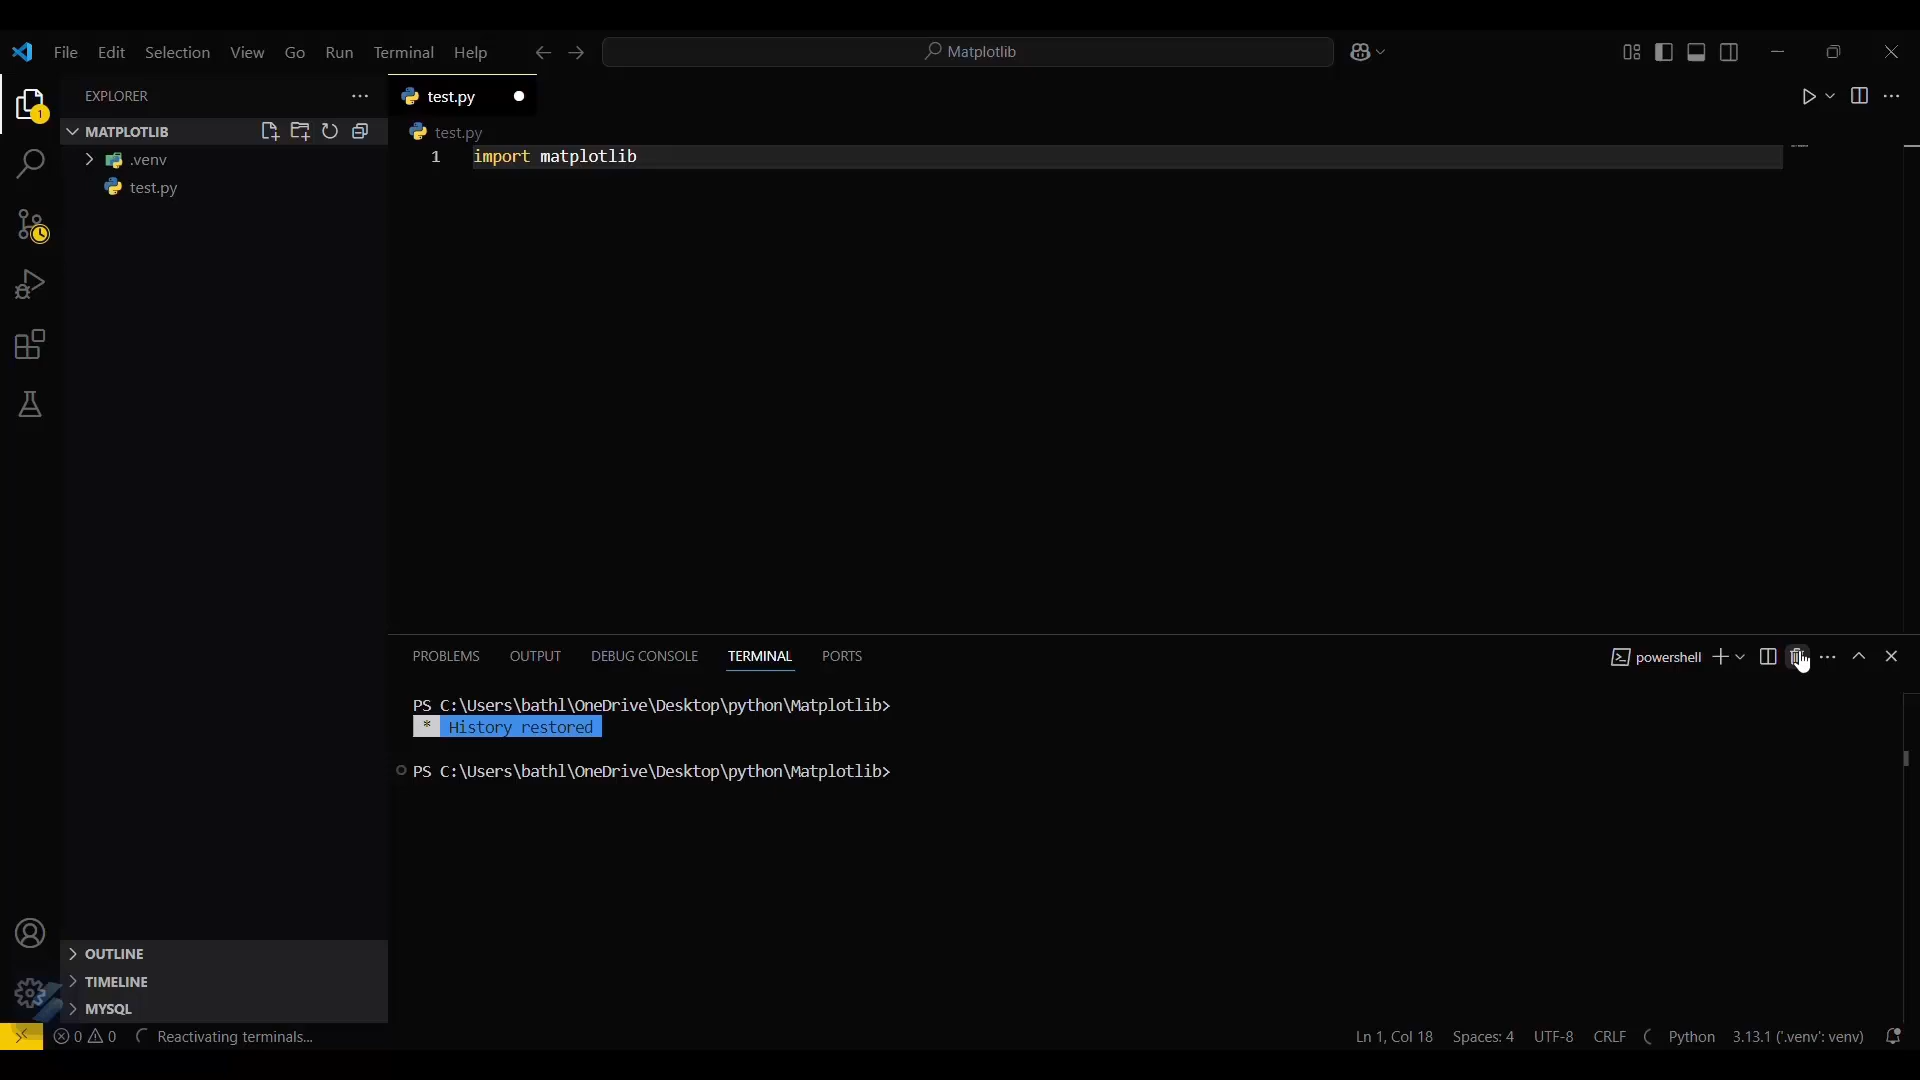 File Edit Selection View Go Run Terminal Help
Matplotlib
EXPLORER
1
MATPLOTLIB
.venv
test.py
test.py
test.py
1 import matplotlib
PROBLEMS OUTPUT DEBUG CONSOLE TERMINAL PORTS
powershell
PS C:\Users\bathl\OneDrive\Desktop\python\Matplotlib>
* History restored
PS C:\Users\bathl\OneDrive\Desktop\python\Matplotlib>
OUTLINE
TIMELINE
MYSQL
0 0 Reactivating terminals...
Ln 1, Col 18 Spaces: 4 UTF-8 CRLF Python 3.13.1 ('.venv': venv)